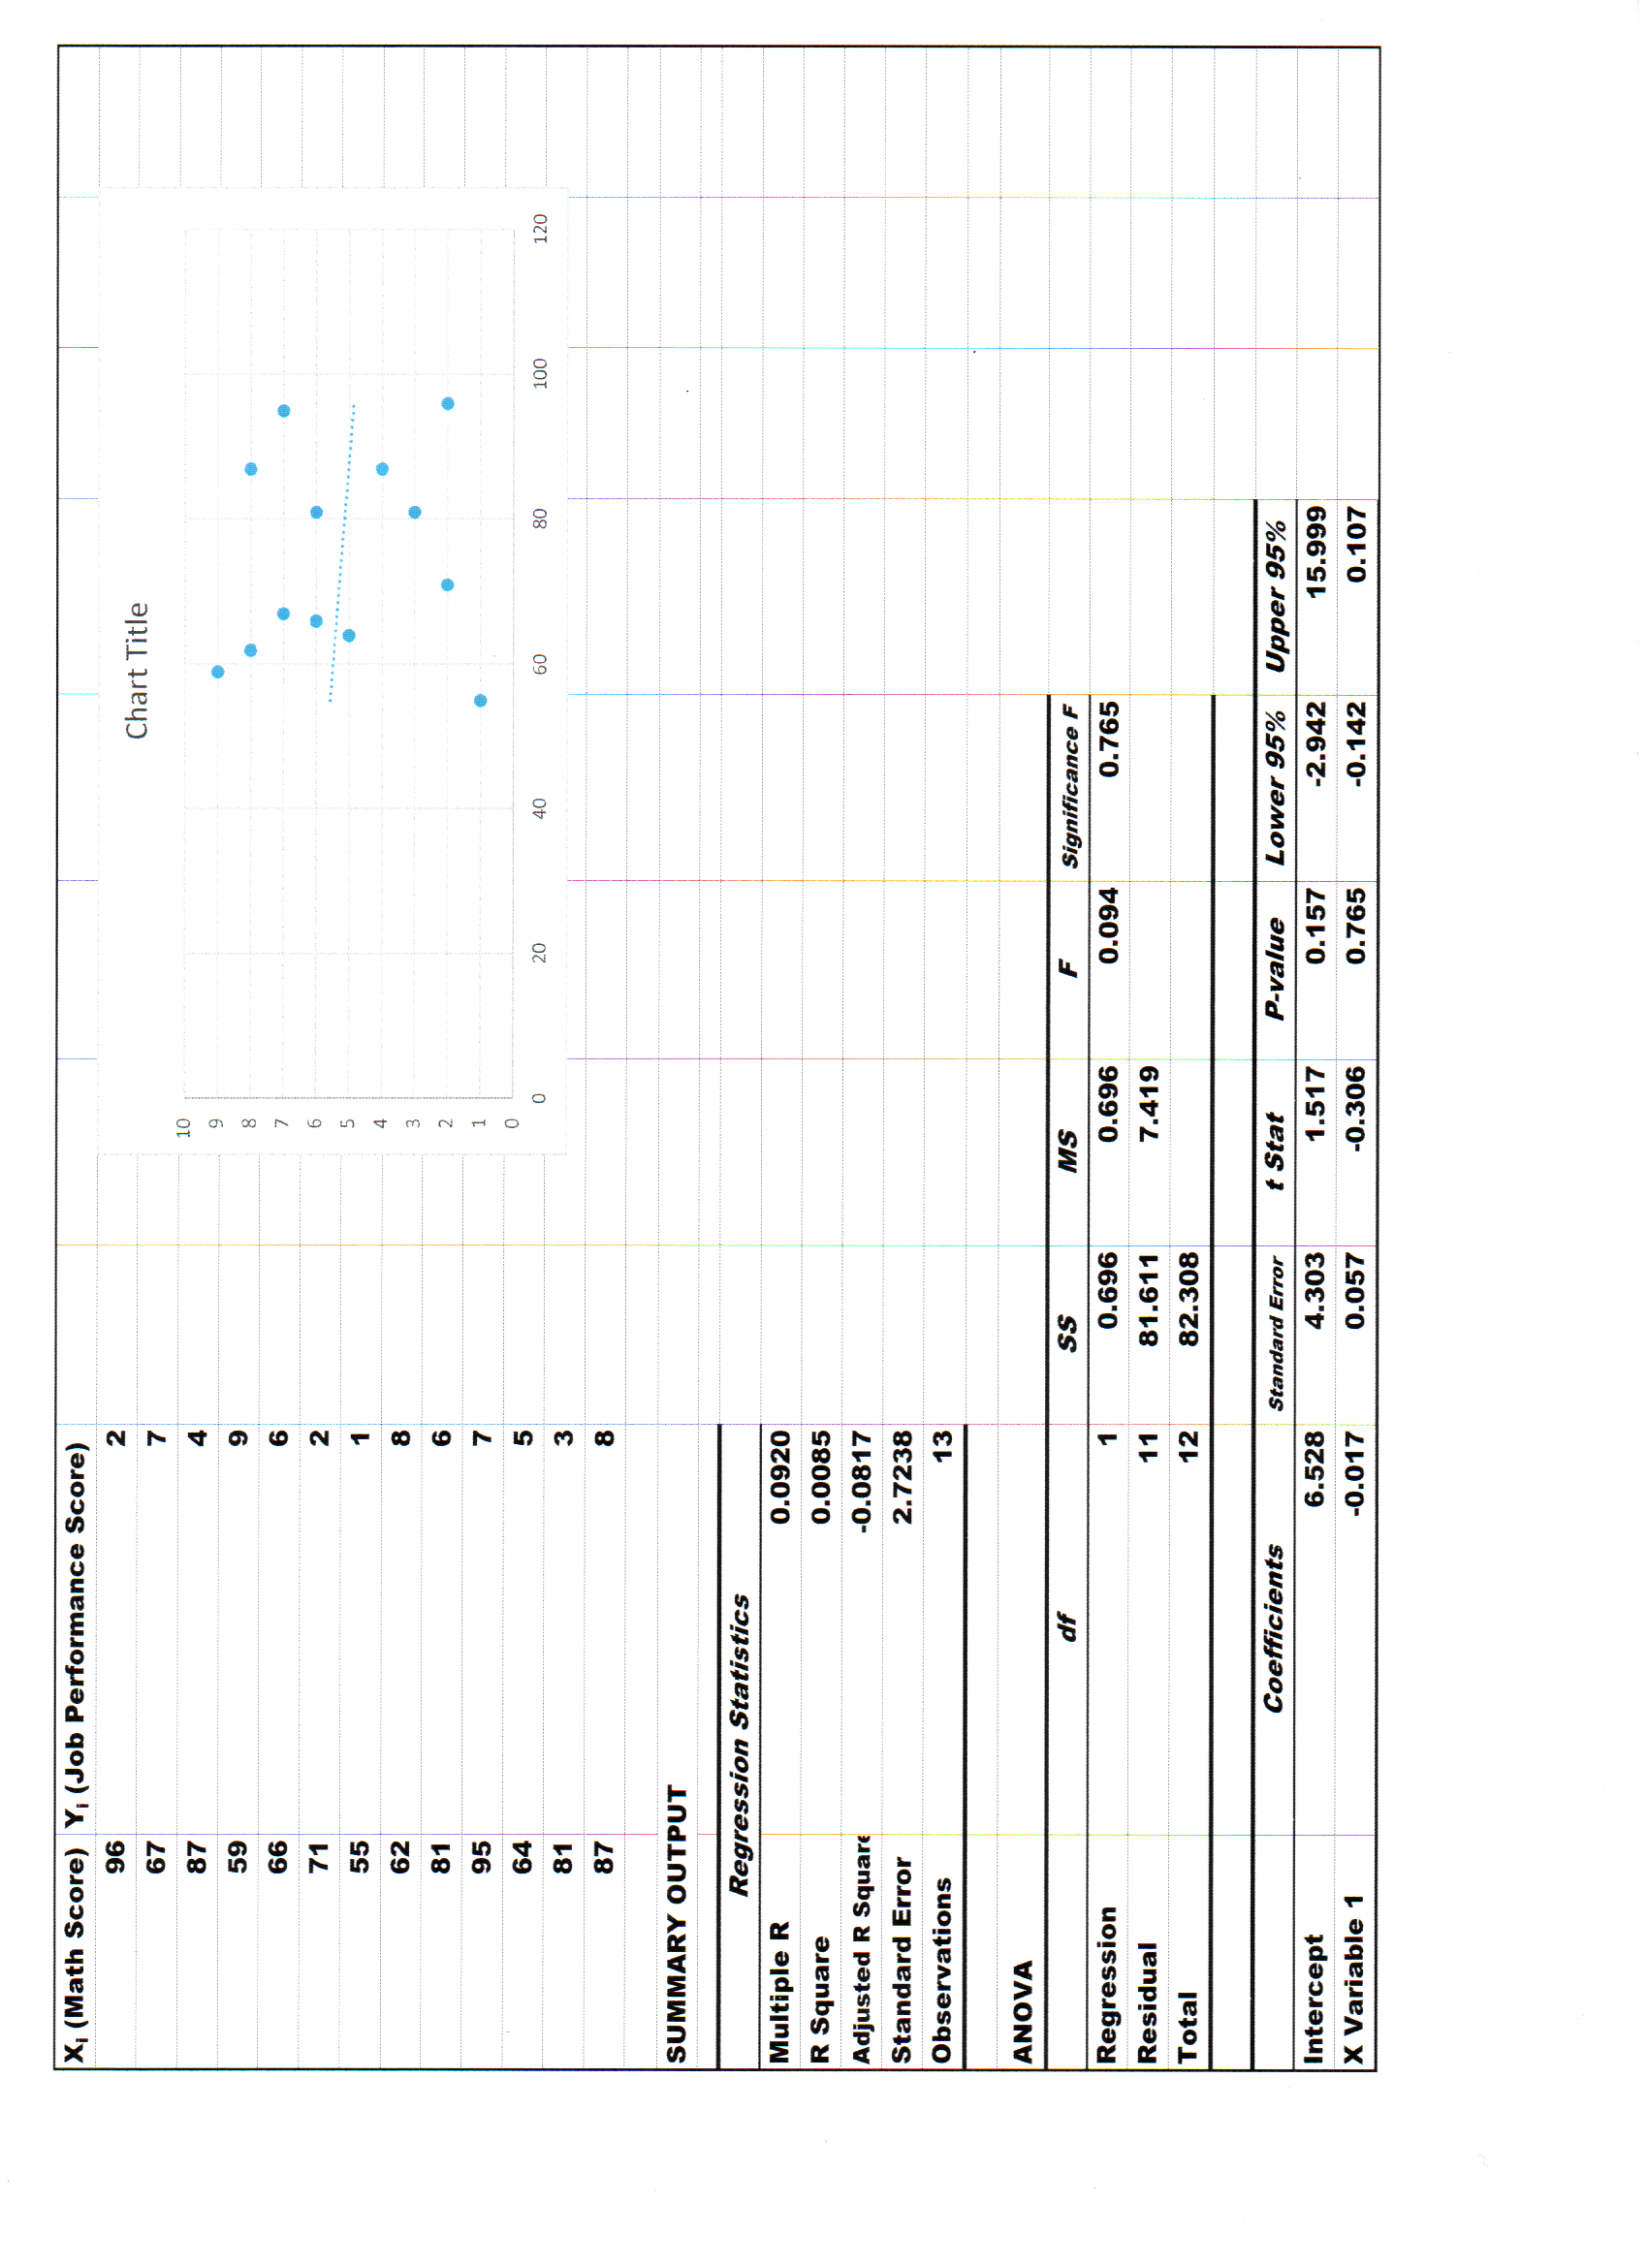 Xi (Math Score) Yi (Job Performance Score)
96 2
67 7
87 4
59 9
66 6
71 2
55 1
62 8
81 6
95 7
64 5
81 3
87 8
Chart Title
10
9
8
7
6
5
4
3
2
1
0
0 20 40 60 80 100 120
SUMMARY OUTPUT
Regression Statistics
Multiple R 0.0920
R Square 0.0085
Adjusted R Square -0.0817
Standard Error 2.7238
Observations 13
ANOVA
df SS MS F Significance F
Regression 1 0.696 0.696 0.094 0.765
Residual 11 81.611 7.419
Total 12 82.308
Coefficients Standard Error t Stat P-value Lower 95% Upper 95%
Intercept 6.528 4.303 1.517 0.157 -2.942 15.999
X Variable 1 -0.017 0.057 -0.306 0.765 -0.142 0.107